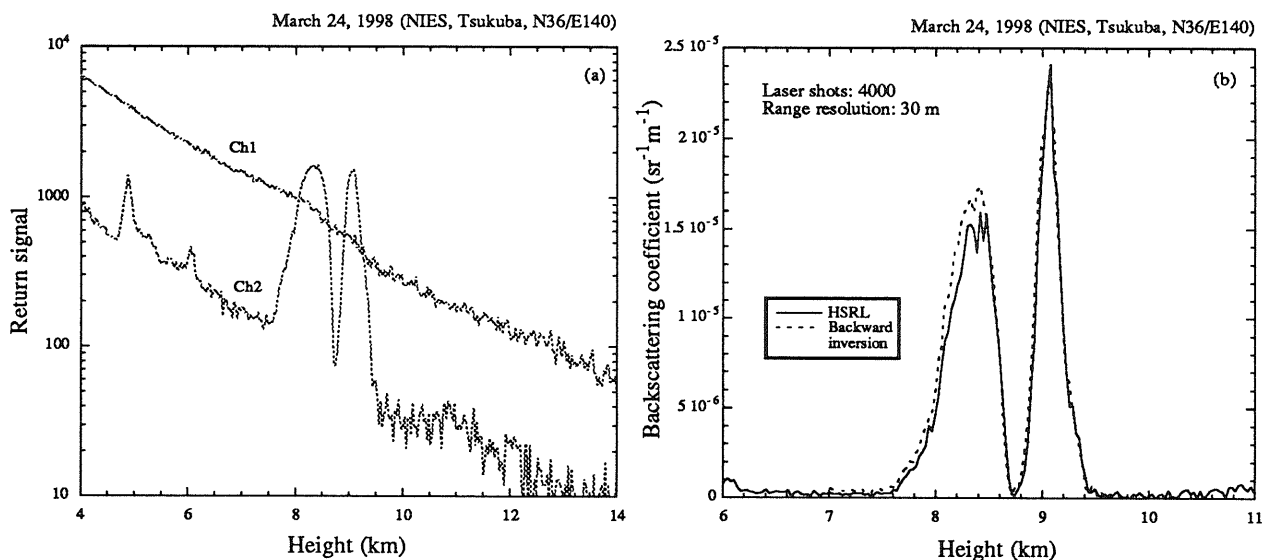 March 24, 1998 (NIES, Tsukuba, N36/E140)
(a)
Return signal
10⁴
1000
100
10
Ch1
Ch2
4 6 8 10 12 14
Height (km)
March 24, 1998 (NIES, Tsukuba, N36/E140)
(b)
Laser shots: 4000
Range resolution: 30 m
Backscattering coefficient (sr⁻¹m⁻¹)
2.5 10⁻⁵
2 10⁻⁵
1.5 10⁻⁵
1 10⁻⁵
5 10⁻⁶
0
HSRL
Backward
inversion
6 7 8 9 10 11
Height (km)